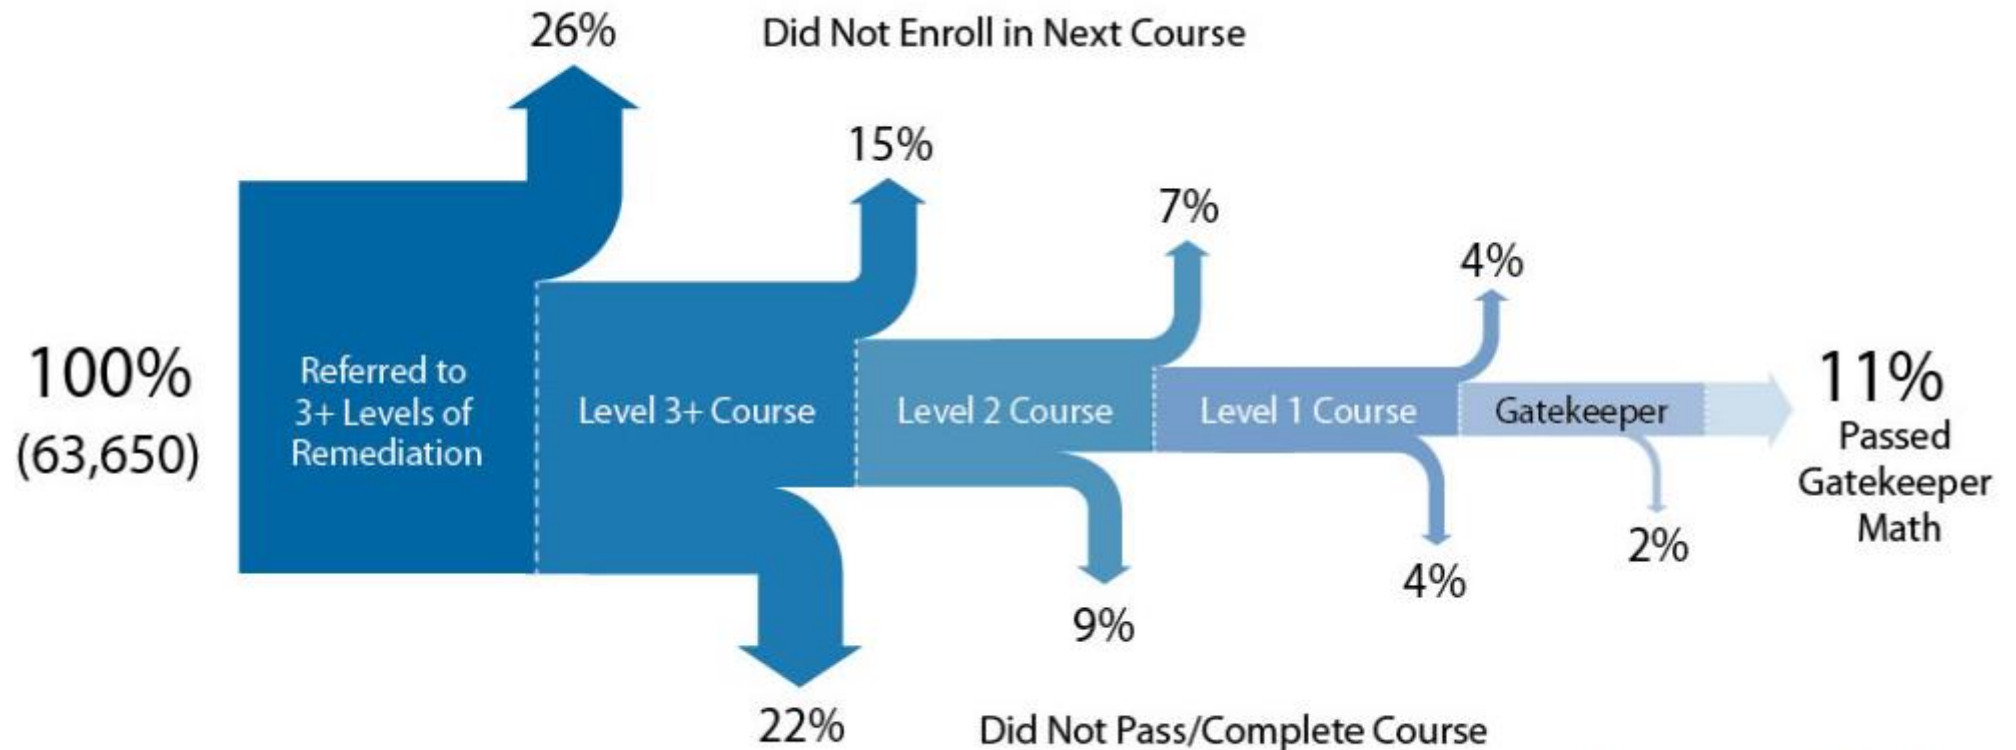 26%
Did Not Enroll in Next Course
15%
7%
4%
100%
(63,650)
Referred to
3+ Levels of
Remediation
Level 3+ Course
Level 2 Course
Level 1 Course
Gatekeeper
11%
Passed
Gatekeeper
Math
22%
9%
4%
2%
Did Not Pass/Complete Course